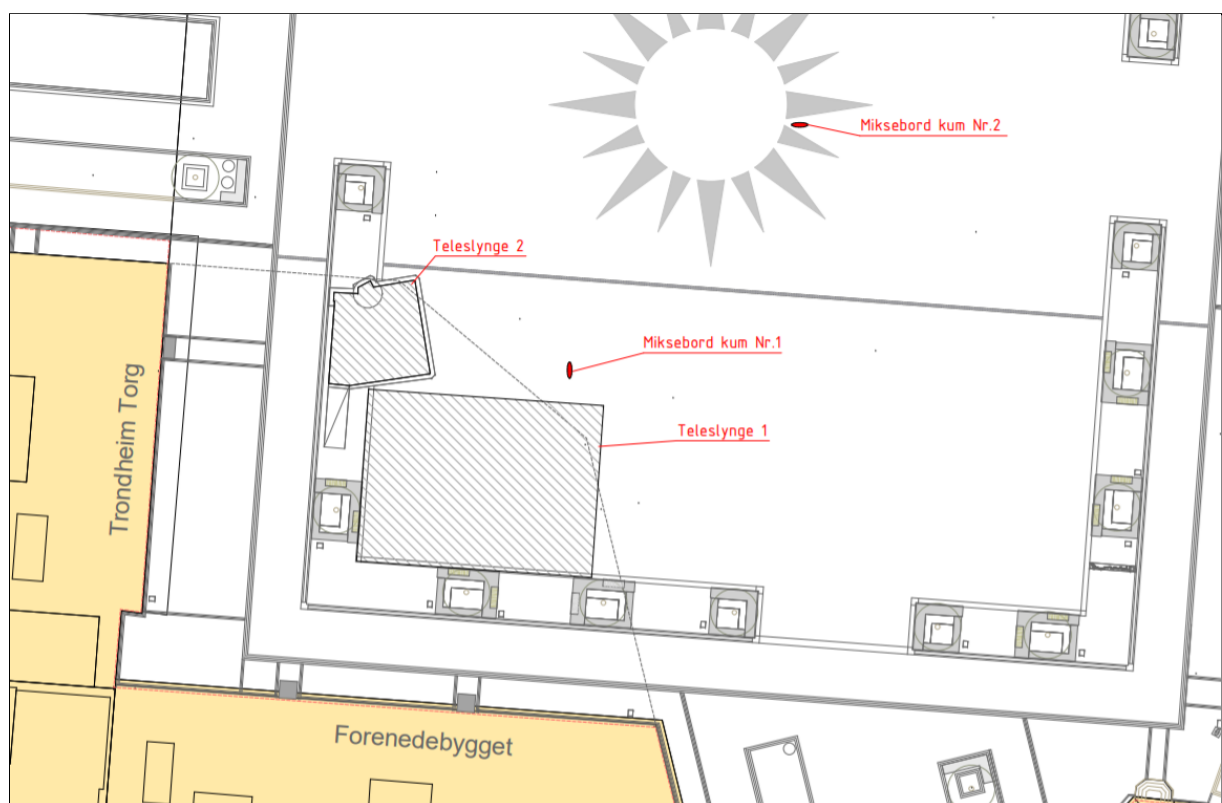 Miksebord kum Nr.2
Teleslynge 2
Miksebord kum Nr.1
Teleslynge 1
Trondheim Torg
Forenedebygget